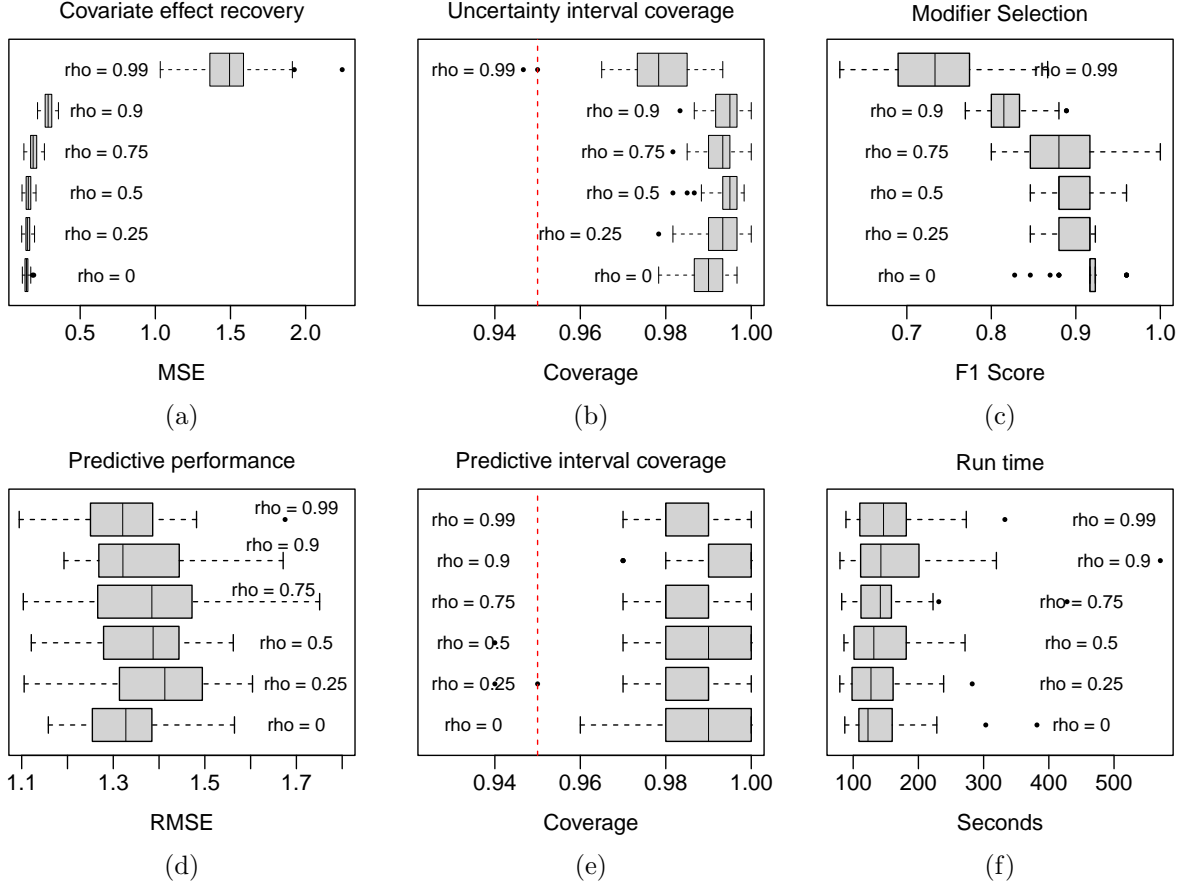 Covariate effect recovery
rho = 0.99
rho = 0.9
rho = 0.75
rho = 0.5
rho = 0.25
rho = 0
0.5 1.0 1.5 2.0
MSE
(a)
Uncertainty interval coverage
rho = 0.99
rho = 0.9
rho = 0.75
rho = 0.5
rho = 0.25
rho = 0
0.94 0.96 0.98 1.00
Coverage
(b)
Modifier Selection
rho = 0.99
rho = 0.9
rho = 0.75
rho = 0.5
rho = 0.25
rho = 0
0.7 0.8 0.9 1.0
F1 Score
(c)
Predictive performance
rho = 0.99
rho = 0.9
rho = 0.75
rho = 0.5
rho = 0.25
rho = 0
1.1 1.3 1.5 1.7
RMSE
(d)
Predictive interval coverage
rho = 0.99
rho = 0.9
rho = 0.75
rho = 0.5
rho = 0.25
rho = 0
0.94 0.96 0.98 1.00
Coverage
(e)
Run time
rho = 0.99
rho = 0.9
rho = 0.75
rho = 0.5
rho = 0.25
rho = 0
100 200 300 400 500
Seconds
(f)